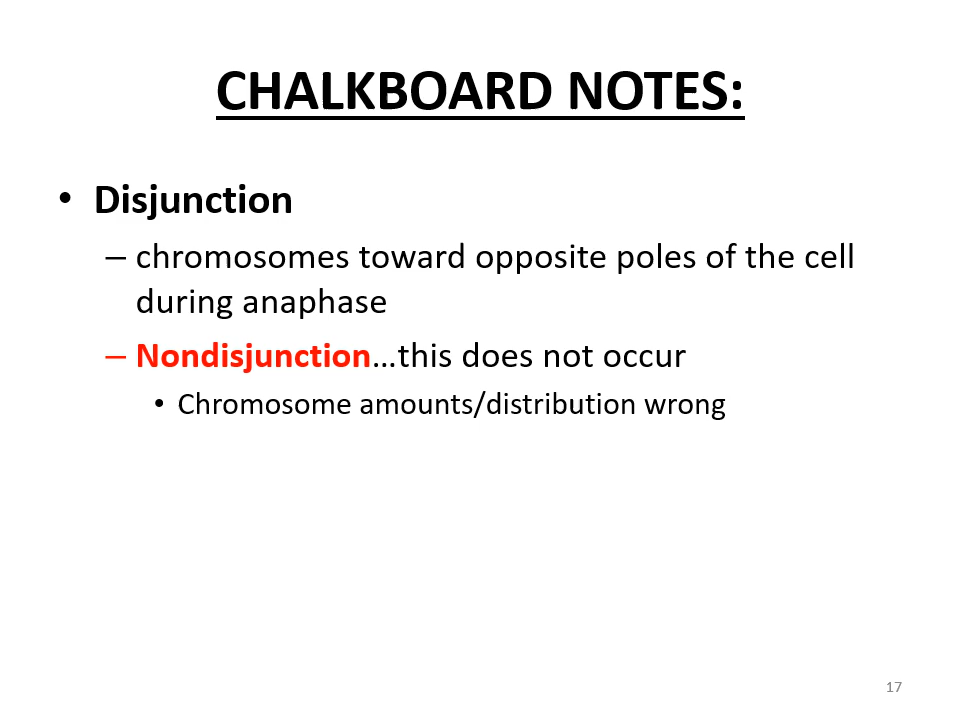 CHALKBOARD NOTES:
• Disjunction
– chromosomes toward opposite poles of the cell
during anaphase
– Nondisjunction…this does not occur
• Chromosome amounts/distribution wrong
17